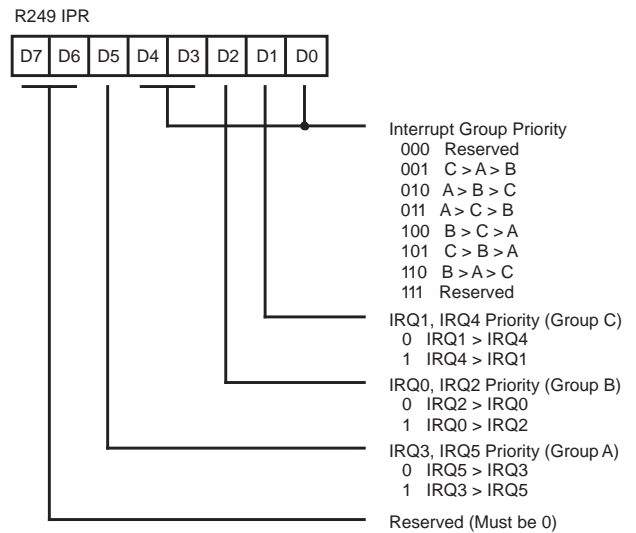 R249 IPR
D7 D6 D5 D4 D3 D2 D1 D0
Interrupt Group Priority
000 Reserved
001 C > A > B
010 A > B > C
011 A > C > B
100 B > C > A
101 C > B > A
110 B > A > C
111 Reserved
IRQ1, IRQ4 Priority (Group C)
0 IRQ1 > IRQ4
1 IRQ4 > IRQ1
IRQ0, IRQ2 Priority (Group B)
0 IRQ2 > IRQ0
1 IRQ0 > IRQ2
IRQ3, IRQ5 Priority (Group A)
0 IRQ5 > IRQ3
1 IRQ3 > IRQ5
Reserved (Must be 0)